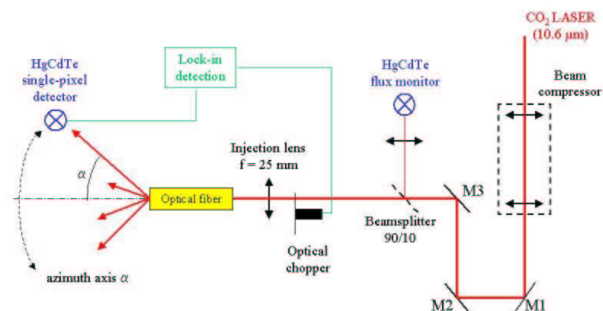 CO2 LASER
(10.6 µm)
HgCdTe
single-pixel
detector
Lock-in
detection
HgCdTe
flux monitor
Beam
compressor
Injection lens
f = 25 mm
α
Optical fiber
M3
Beamsplitter
90/10
Optical
chopper
azimuth axis α
M2
M1